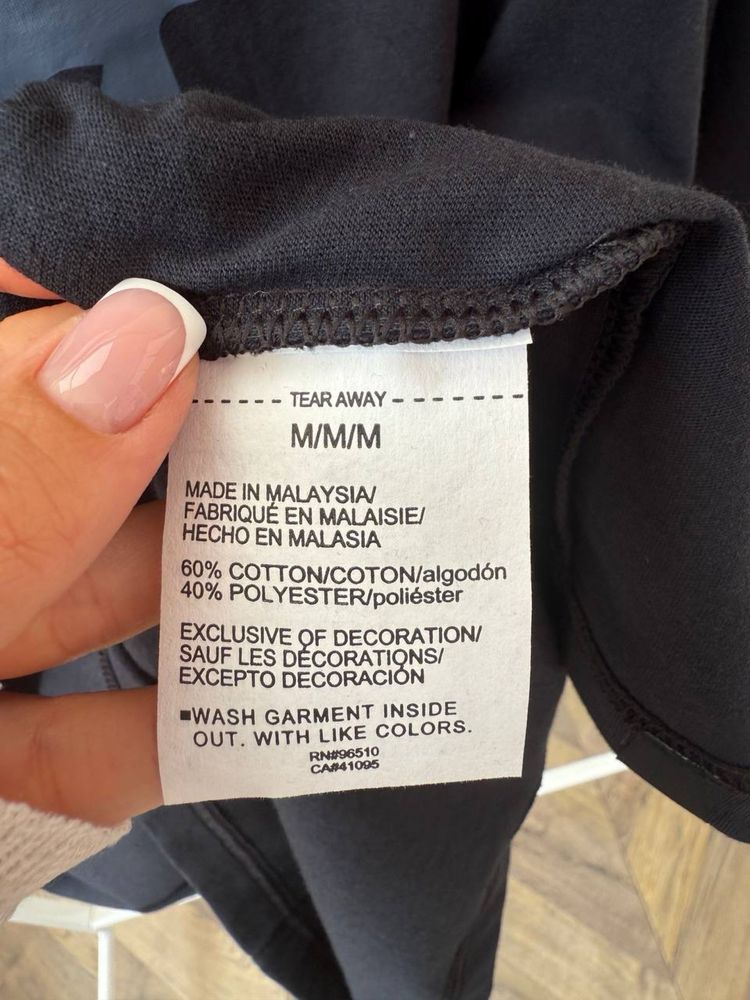 TEAR AWAY
M/M/M
MADE IN MALAYSIA/
FABRIQUÉ EN MALAISIE/
HECHO EN MALASIA
60% COTTON/COTON/algodón
40% POLYESTER/poliéster
EXCLUSIVE OF DECORATION/
SAUF LES DÉCORATIONS/
EXCEPTO DECORACIÓN
■WASH GARMENT INSIDE
OUT. WITH LIKE COLORS.
RN#96510
CA#41095